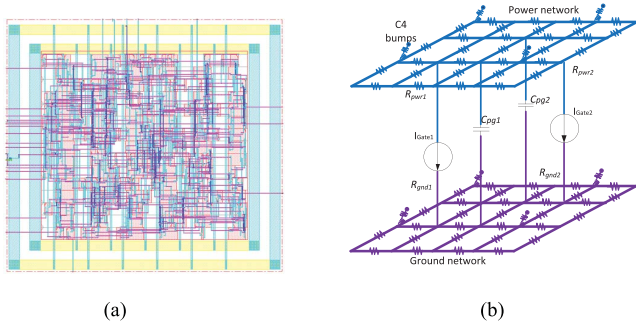 Power network
C4
bumps
Rpwr2
Rpwr1
Cpg2
Cpg1
IGate1
IGate2
Rgnd1
Rgnd2
Ground network
(a)
(b)